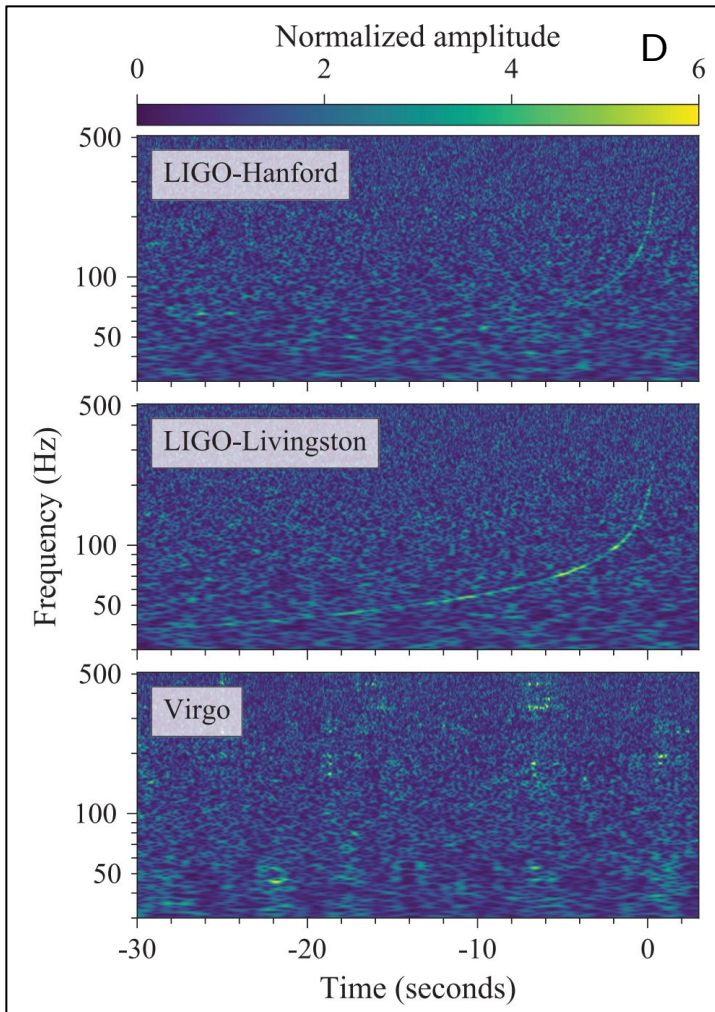 Normalized amplitude
D
0 2 4 6
500
LIGO-Hanford
100
50
500
LIGO-Livingston
100
50
Frequency (Hz)
500
Virgo
100
50
-30 -20 -10 0
Time (seconds)